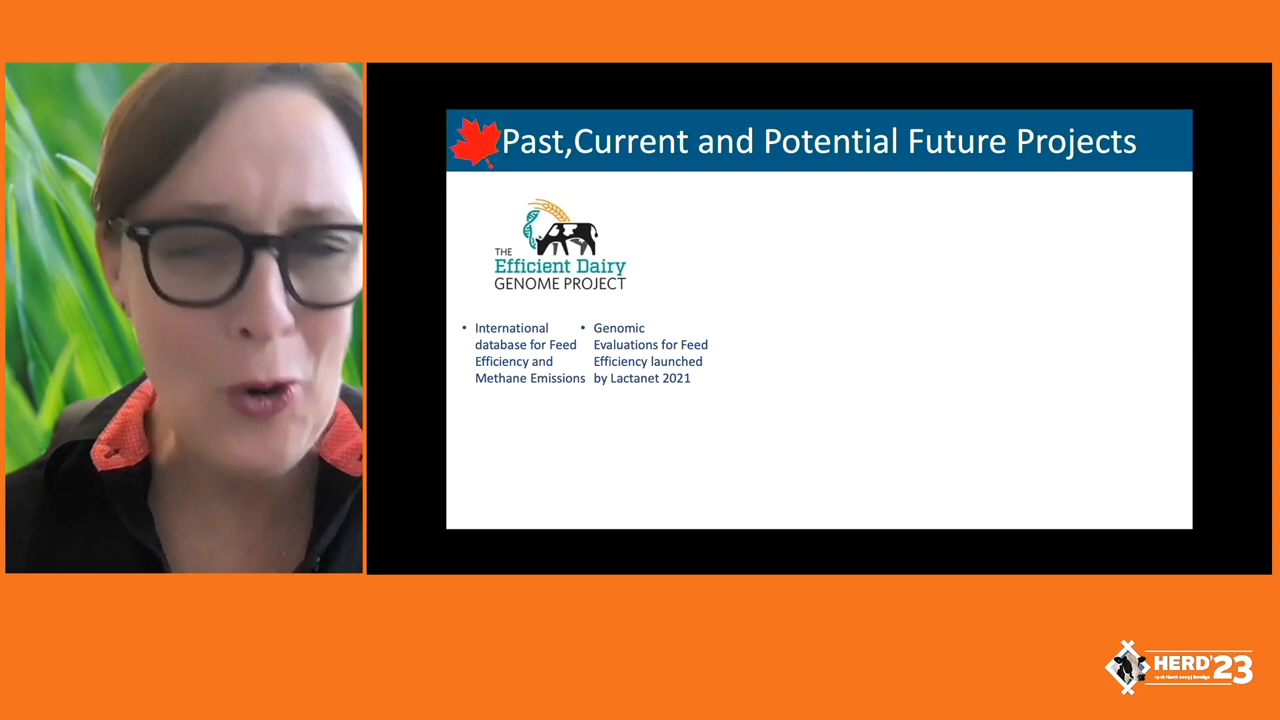 Past,Current and Potential Future Projects
THE
Efficient Dairy
GENOME PROJECT
• International
database for Feed
Efficiency and
Methane Emissions
• Genomic
Evaluations for Feed
Efficiency launched
by Lactanet 2021
HERD'23